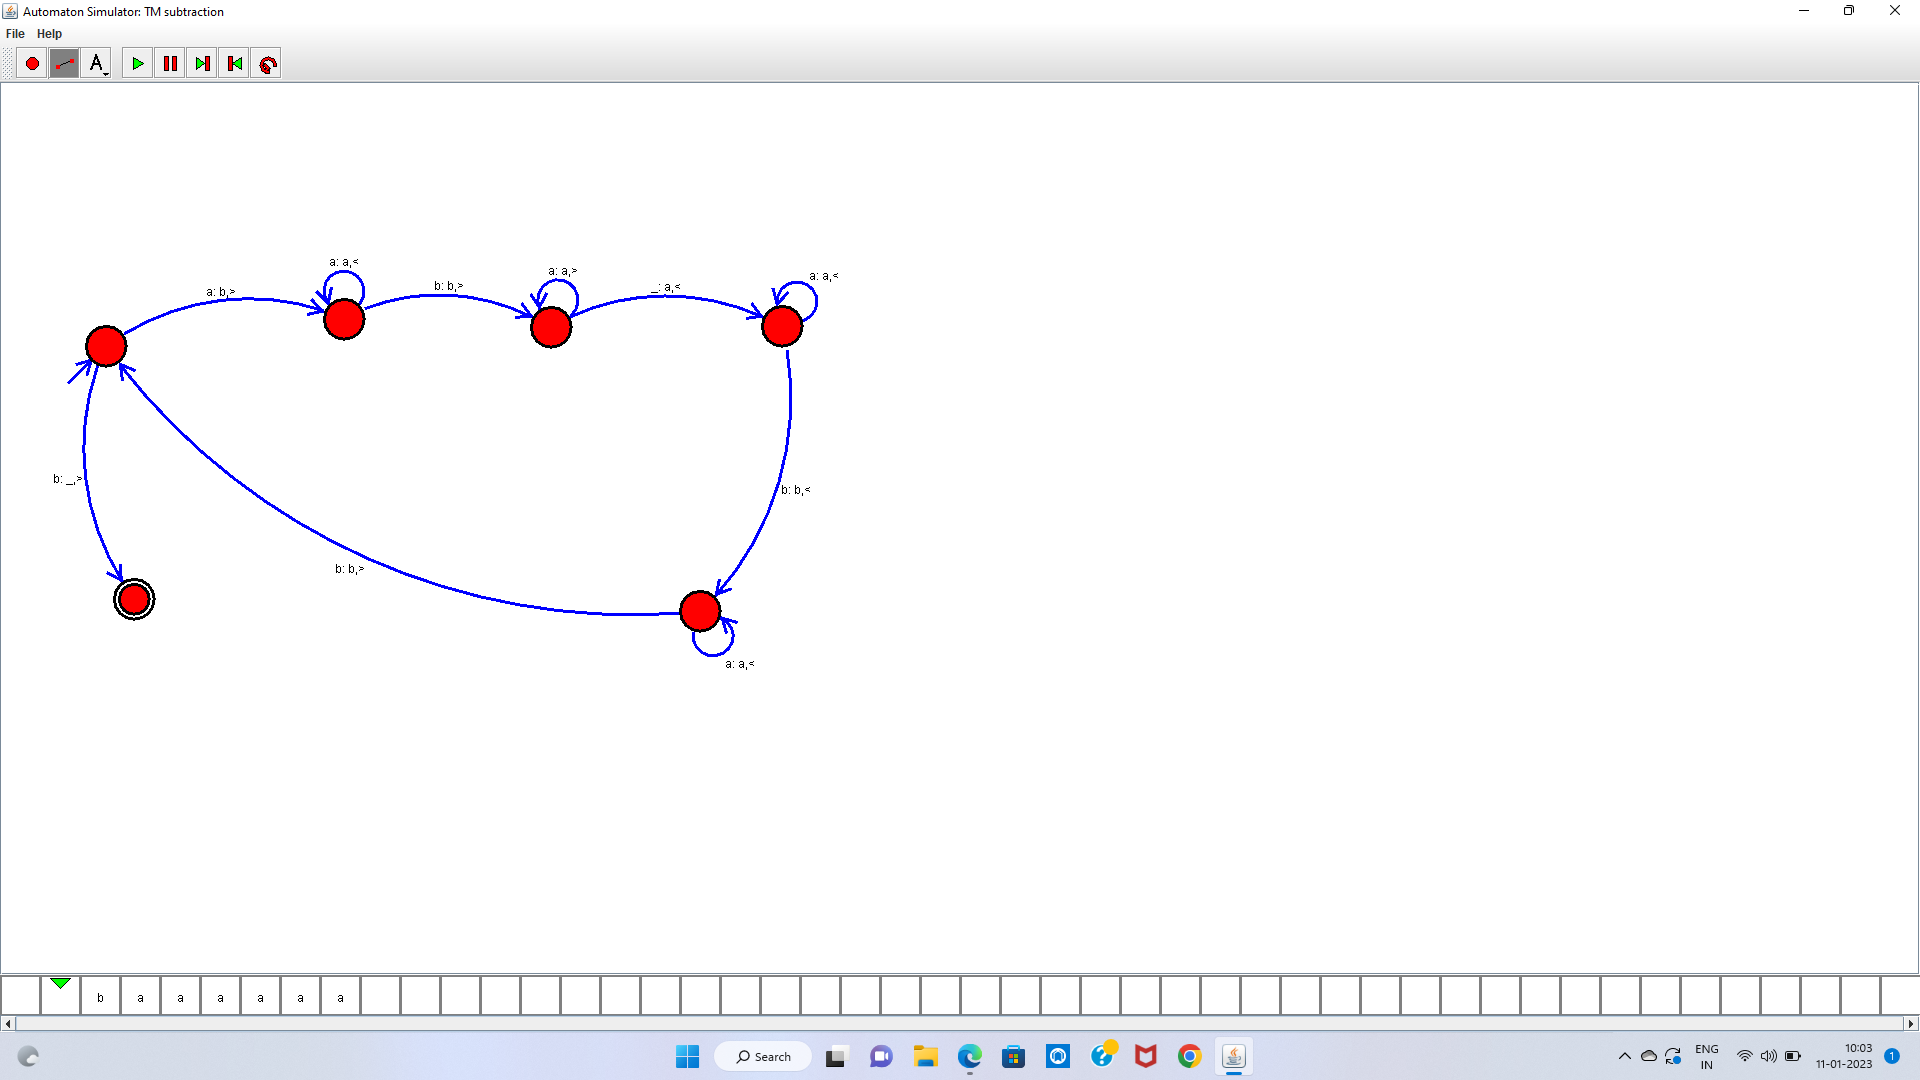 Automaton Simulator: TM subtraction
File Help
A
a: a,<
a: a,>
a: a,<
a: b,>
b: b,>
_: a,<
b: _,>
b: b,<
b: b,>
a: a,<
b a a a a a a
Search
ENG
IN
10:03
11-01-2023
1